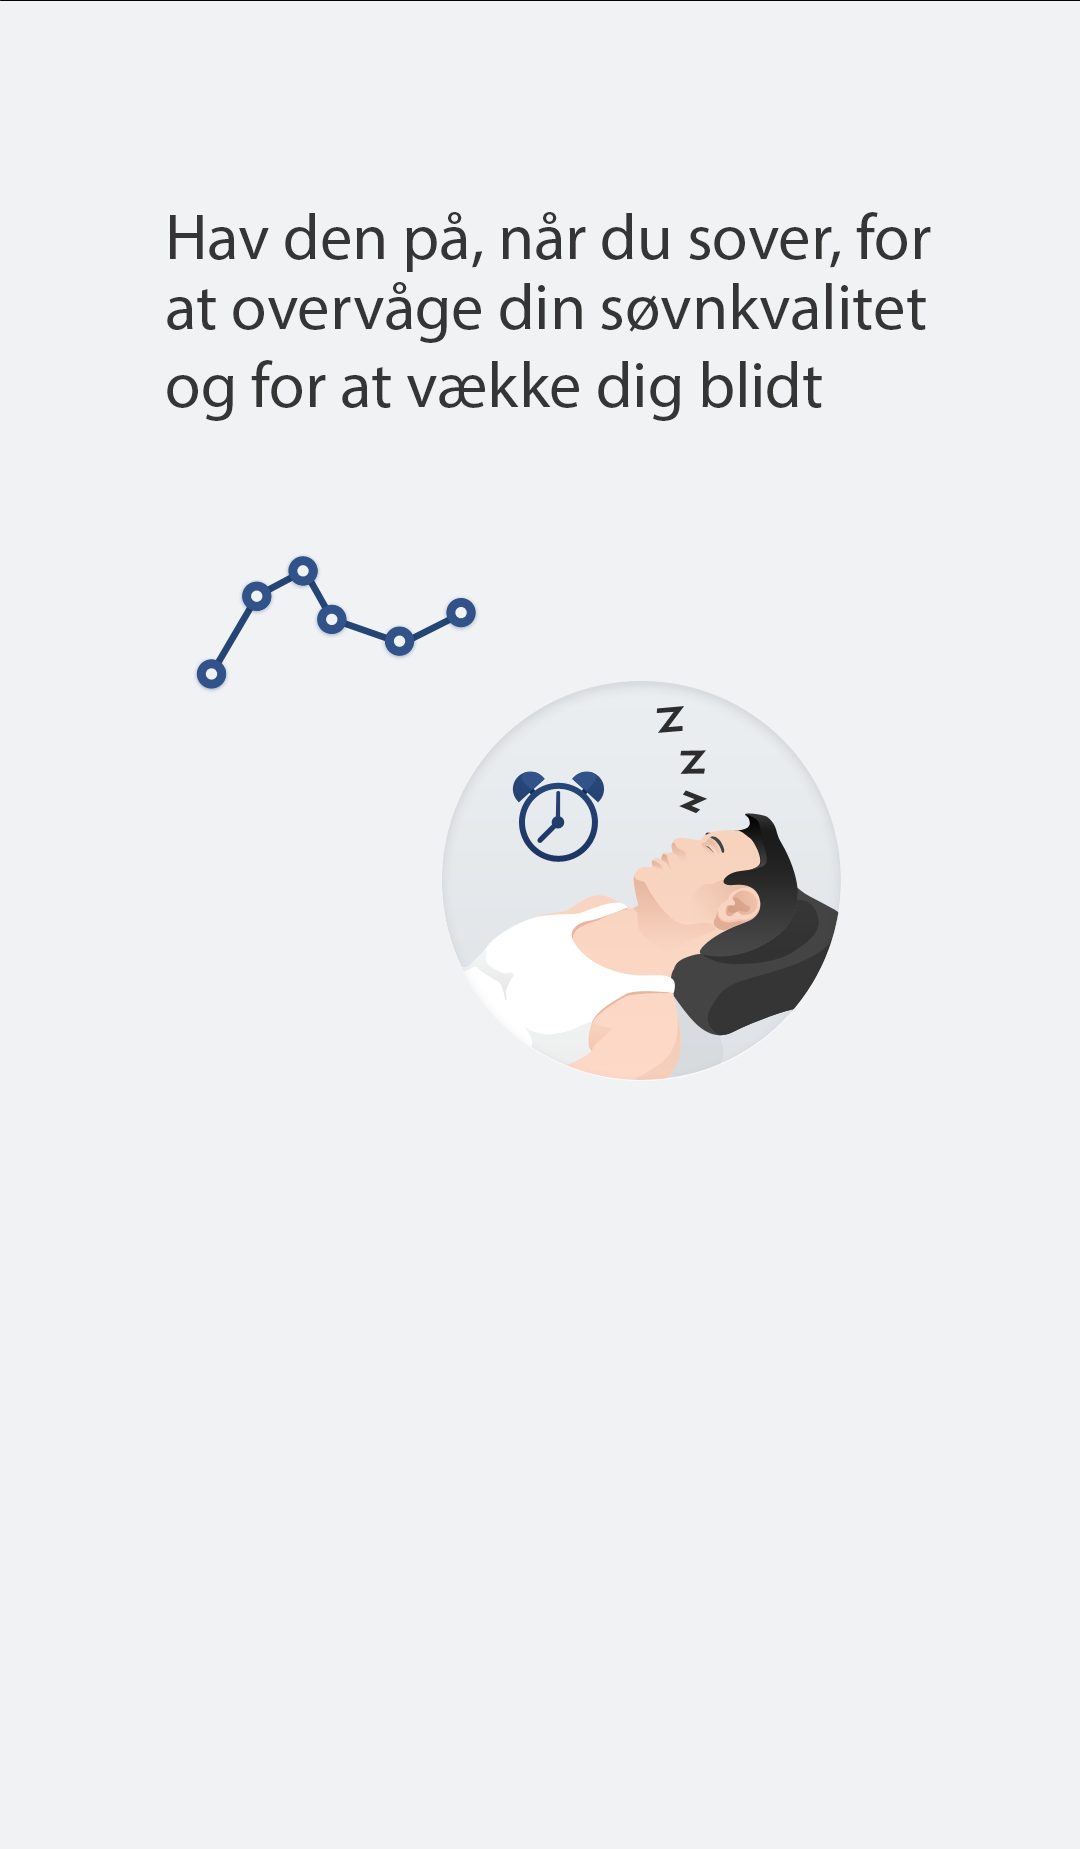 Hav den på, når du sover, for
at overvåge din søvnkvalitet
og for at vække dig blidt
z
z
z